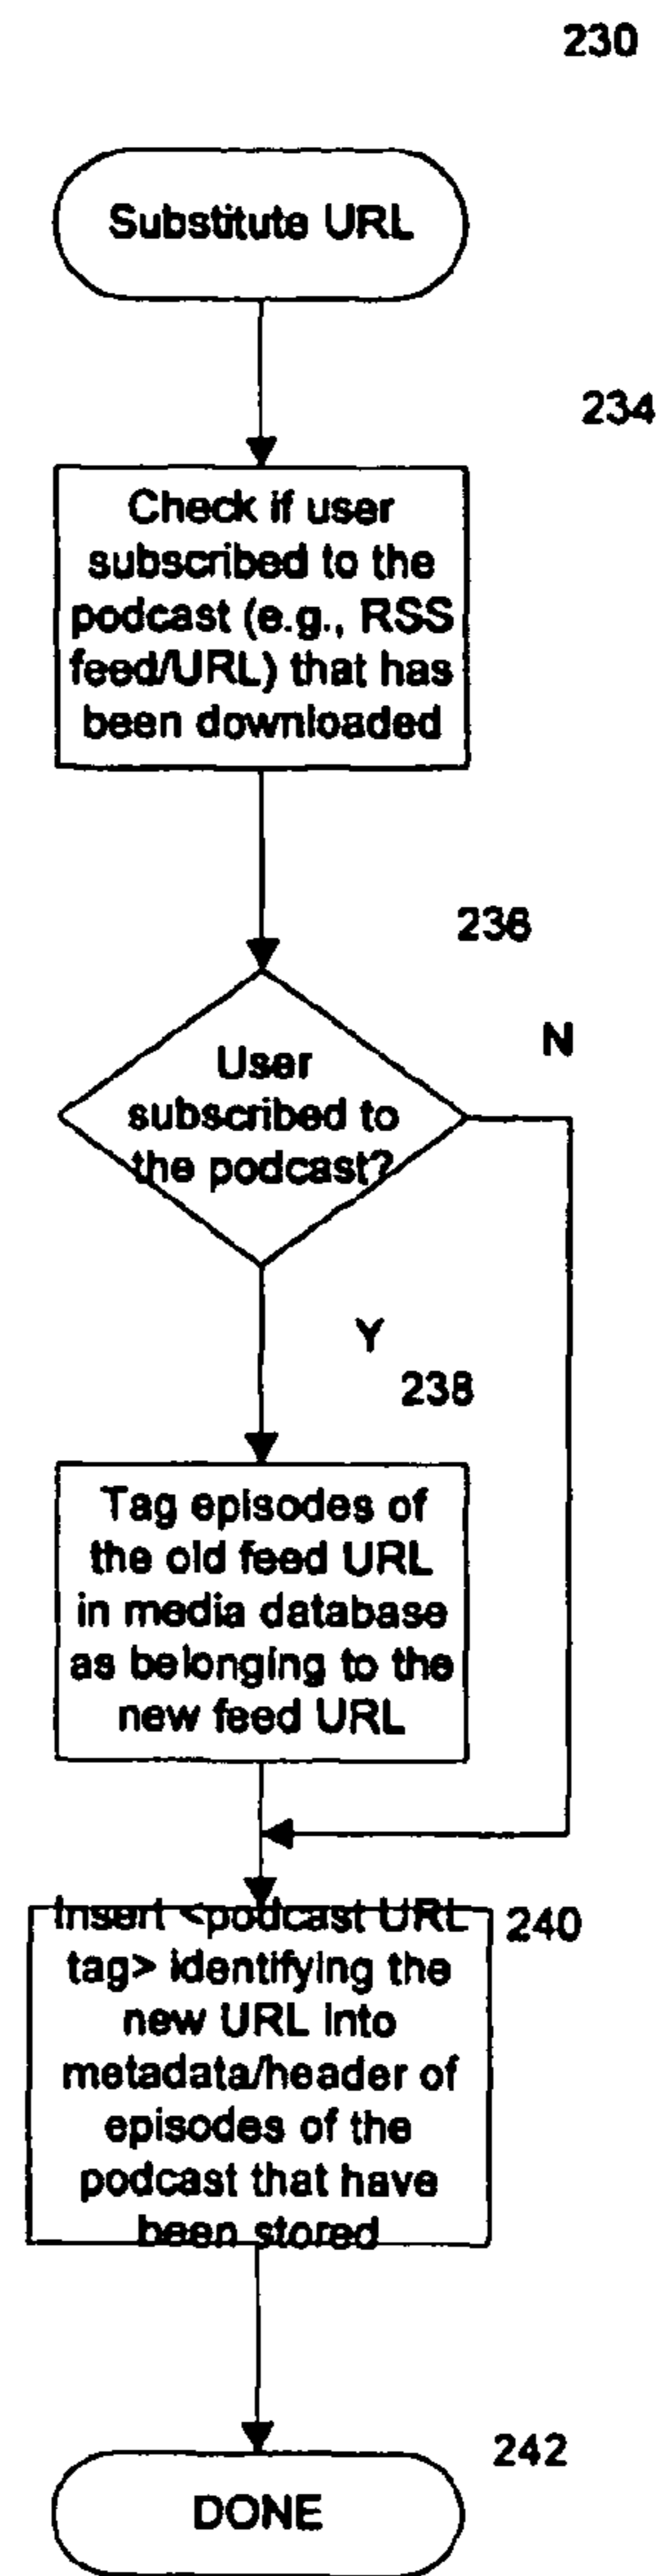 230
Substitute URL
234
Check if user
subscribed to the
podcast (e.g., RSS
feed/URL) that has
been downloaded
236
N
User
subscribed to
the podcast?
Y
238
Tag episodes of
the old feed URL
in media database
as belonging to the
new feed URL
Insert <podcast URL
240
tag> identifying the
new URL into
metadata/header of
episodes of the
podcast that have
been stored
242
DONE